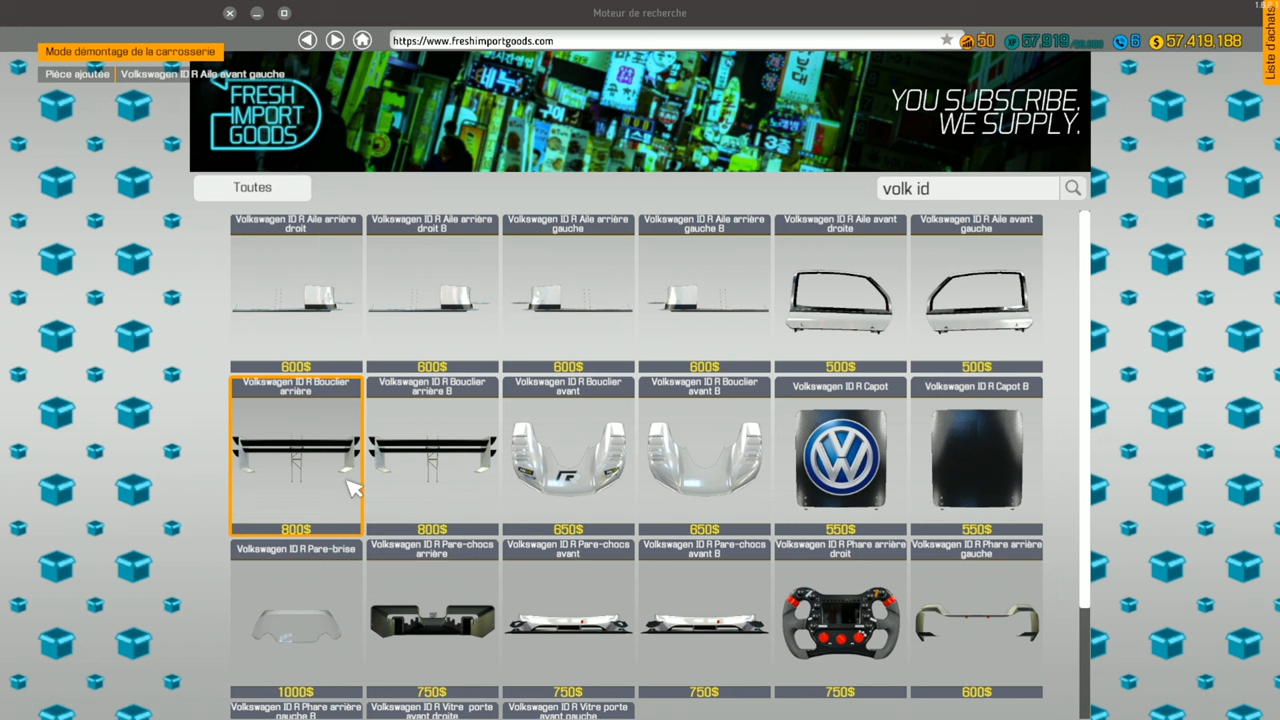 Moteur de recherche
https://www.freshimportgoods.com
50
6
57,419,188
Liste d'achats
Mode démontage de la carrosserie
Pièce ajoutée
Volkswagen ID R Aile avant gauche
FRESH
IMPORT
GOODS
YOU SUBSCRIBE,
WE SUPPLY.
Toutes
volk id
Volkswagen ID R Aile arrière
droit
Volkswagen ID R Aile arrière
droit B
Volkswagen ID R Aile arrière
gauche
Volkswagen ID R Aile arrière
gauche B
Volkswagen ID R Aile avant
droite
Volkswagen ID R Aile avant
gauche
600$
600$
600$
600$
500$
500$
Volkswagen ID R Bouclier
arrière
Volkswagen ID R Bouclier
arrière B
Volkswagen ID R Bouclier
avant
Volkswagen ID R Bouclier
avant B
Volkswagen ID R Capot
Volkswagen ID R Capot B
800$
800$
650$
650$
550$
550$
Volkswagen ID R Pare-brise
Volkswagen ID R Pare-chocs
arrière
Volkswagen ID R Pare-chocs
avant
Volkswagen ID R Pare-chocs
avant B
Volkswagen ID R Phare arrière
droit
Volkswagen ID R Phare arrière
gauche
1000$
750$
750$
750$
750$
600$
Volkswagen ID R Phare arrière
gauche B
Volkswagen ID R Vitre porte
avant droite
Volkswagen ID R Vitre porte
avant gauche